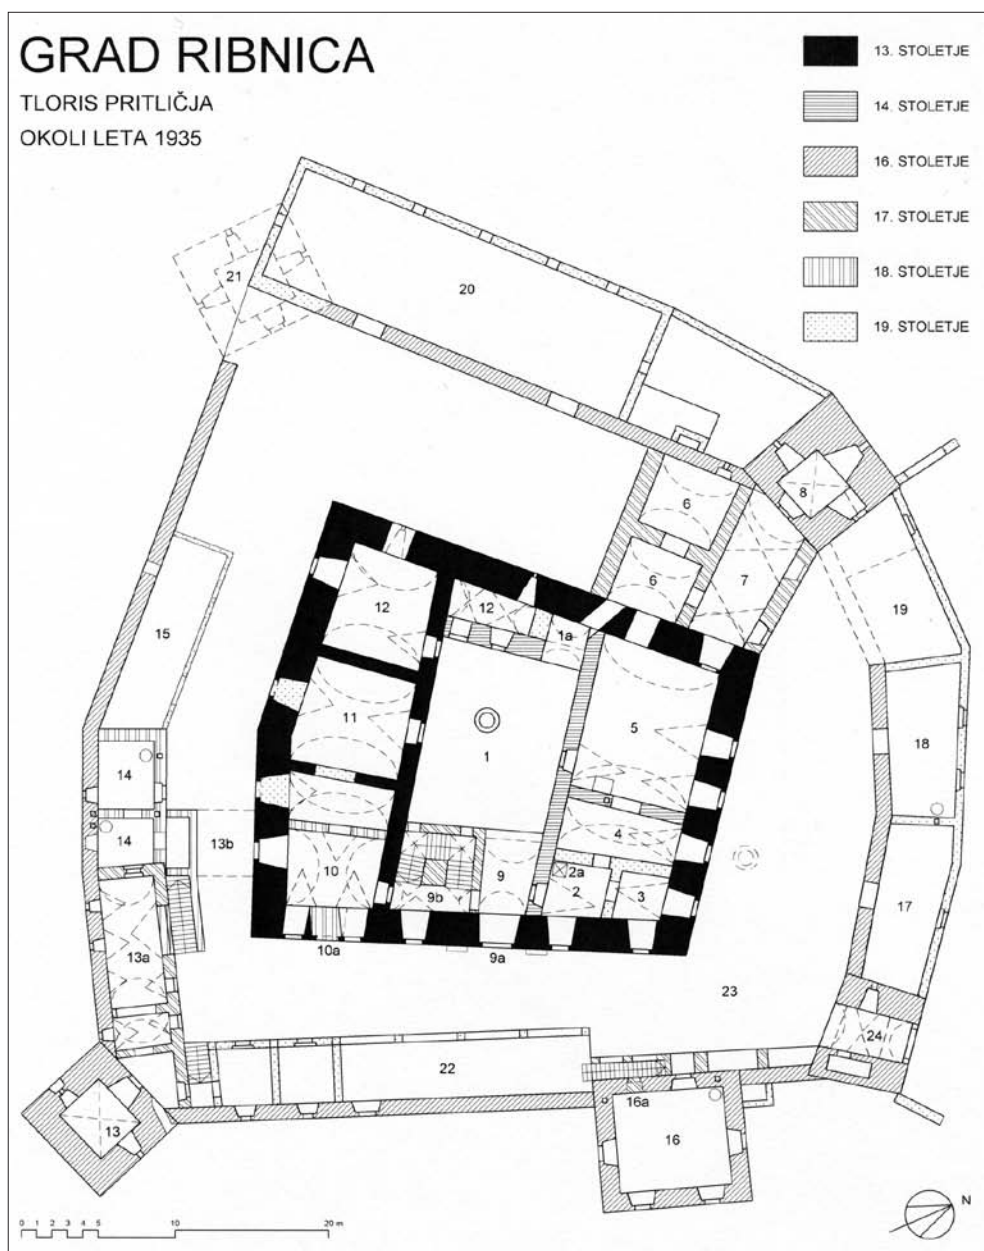 GRAD RIBNICA
TLORIS PRITLIČJA
OKOLI LETA 1935
13. STOLETJE
14. STOLETJE
16. STOLETJE
17. STOLETJE
18. STOLETJE
19. STOLETJE
21
20
8
6
6
7
19
12
12
1a
15
11
1
5
18
14
14
13b
4
10
9b
9
2a
2
3
17
10a
9a
13a
23
24
22
16a
16
13
N
0 1 2 3 4 5 10 20 m